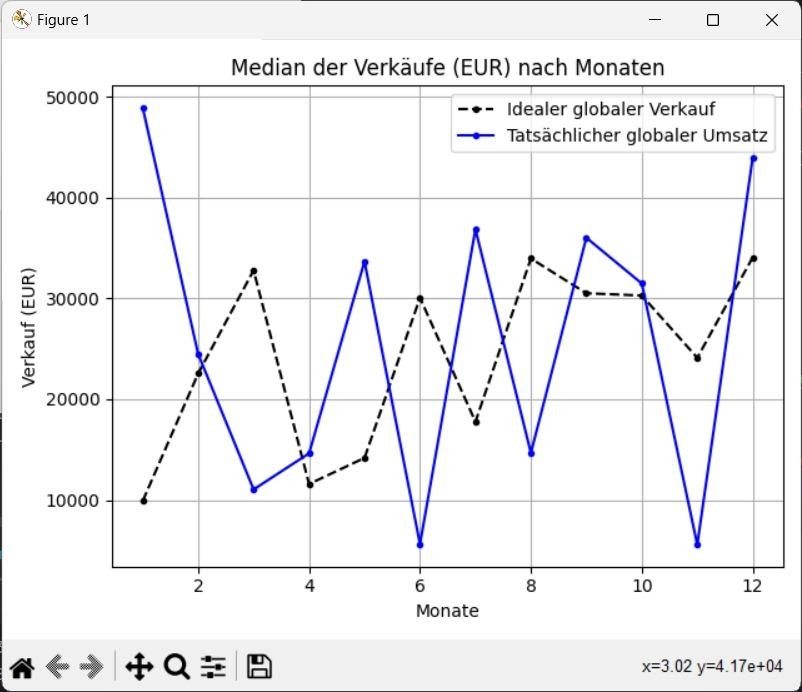 Figure 1
Median der Verkäufe (EUR) nach Monaten
Idealer globaler Verkauf
Tatsächlicher globaler Umsatz
50000
40000
30000
20000
10000
Verkauf (EUR)
2 4 6 8 10 12
Monate
x=3.02 y=4.17e+04